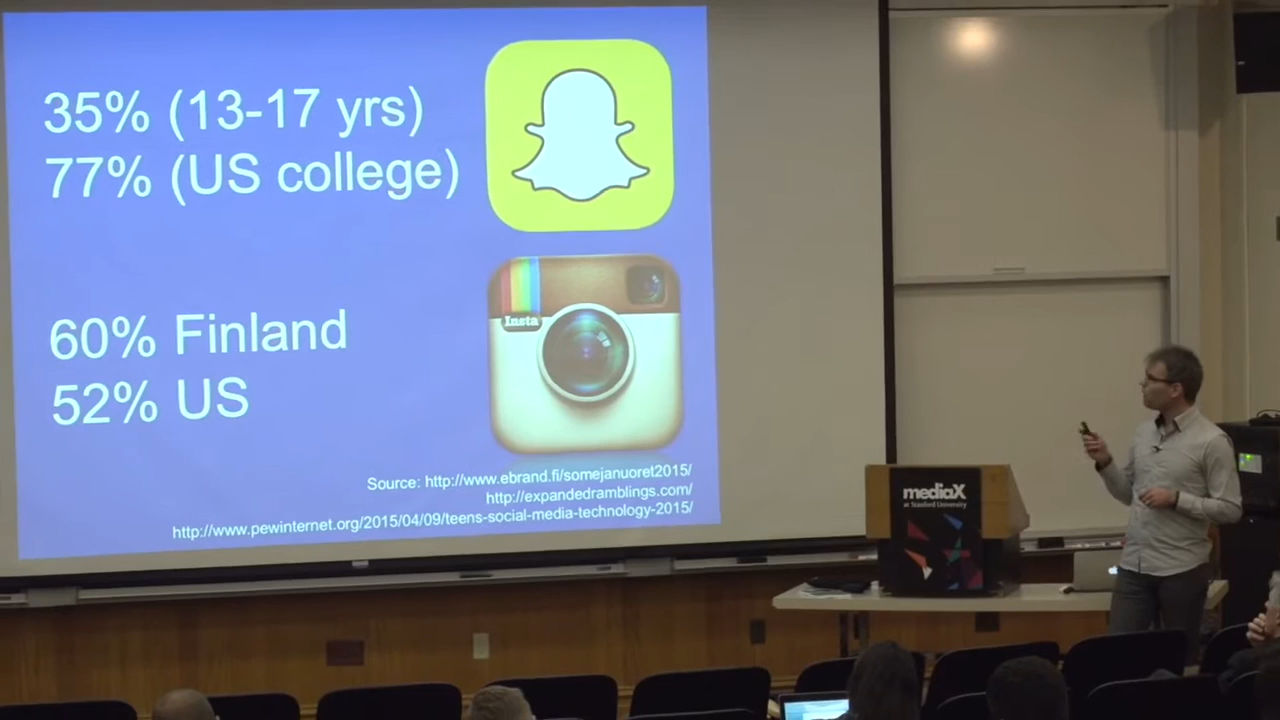 35% (13-17 yrs)
77% (US college)
Insta
60% Finland
52% US
Source: http://www.ebrand.fi/somejanuoret2015/
http://expandedramblings.com/
http://www.pewinternet.org/2015/04/09/teens-social-media-technology-2015/
mediaX
at Stanford University